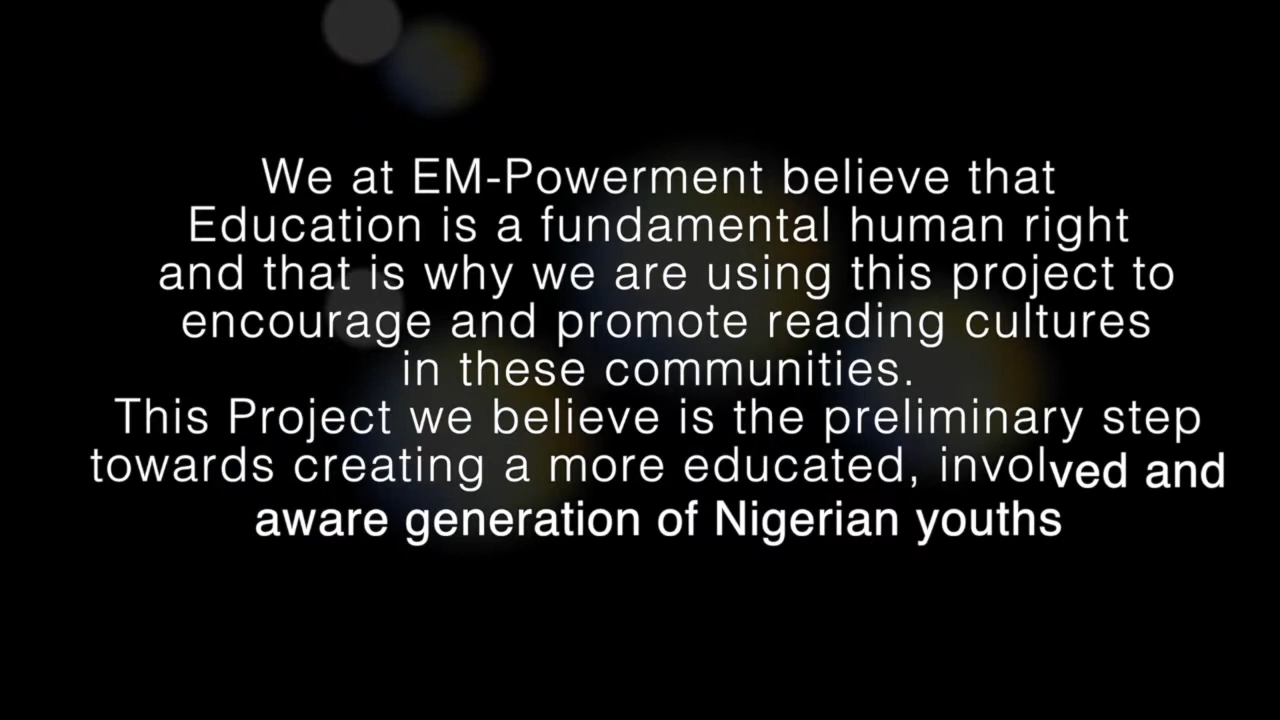 We at EM-Powerment believe that
Education is a fundamental human right
and that is why we are using this project to
encourage and promote reading cultures
in these communities.
This Project we believe is the preliminary step
towards creating a more educated, involved and
aware generation of Nigerian youths